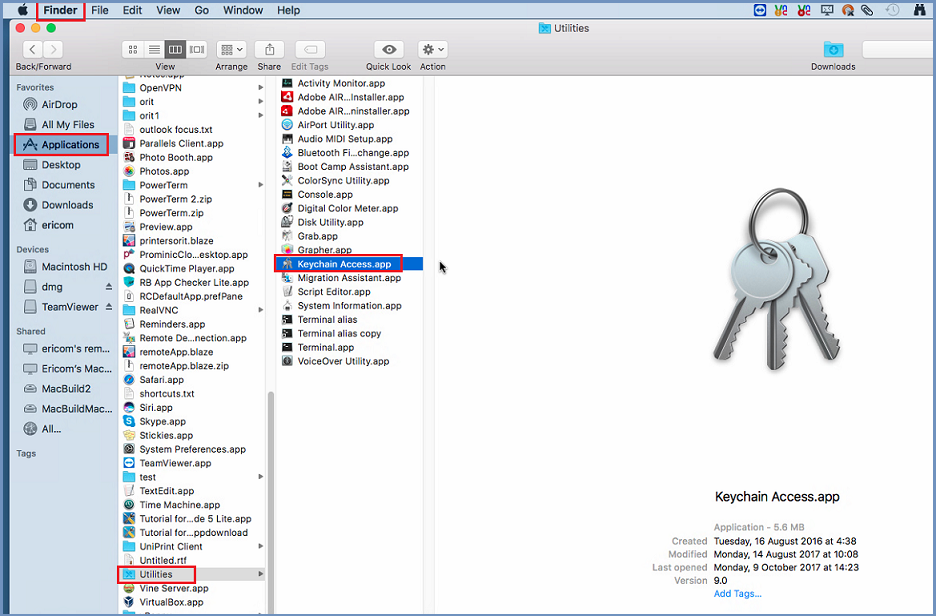 Finder File Edit View Go Window Help
Utilities
Back/Forward View Arrange Share Edit Tags Quick Look Action Downloads
Favorites
AirDrop
All My Files
Applications
Desktop
Documents
Downloads
ericom
Devices
Macintosh HD
dmg
TeamViewer
Shared
ericom's rem...
Ericom's Mac...
MacBuild2
MacBuildMac...
All...
Tags
Notes.app
OpenVPN
orit
orit1
outlook focus.txt
Parallels Client.app
Photo Booth.app
Photos.app
PowerTerm
PowerTerm 2.zip
PowerTerm.zip
Preview.app
printersorit.blaze
ProminicClo...esktop.app
QuickTime Player.app
RB App Checker Lite.app
RCDefaultApp.prefPane
RealVNC
Reminders.app
Remote De...nection.app
remoteApp.blaze
remoteApp.blaze.zip
Safari.app
shortcuts.txt
Siri.app
Skype.app
Stickies.app
System Preferences.app
TeamViewer.app
test
TextEdit.app
Time Machine.app
Tutorial for...de 5 Lite.app
Tutorial for...ppdownload
UniPrint Client
Untitled.rtf
Utilities
Vine Server.app
VirtualBox.app
Activity Monitor.app
Adobe AIR...Installer.app
Adobe AIR...ninstaller.app
AirPort Utility.app
Audio MIDI Setup.app
Bluetooth Fi...change.app
Boot Camp Assistant.app
ColorSync Utility.app
Console.app
Digital Color Meter.app
Disk Utility.app
Grab.app
Grapher.app
Keychain Access.app
Migration Assistant.app
Script Editor.app
System Information.app
Terminal alias
Terminal alias copy
Terminal.app
VoiceOver Utility.app
Keychain Access.app
Application - 5.6 MB
Created Tuesday, 16 August 2016 at 4:38
Modified Monday, 14 August 2017 at 10:08
Last opened Monday, 9 October 2017 at 14:23
Version 9.0
Add Tags...